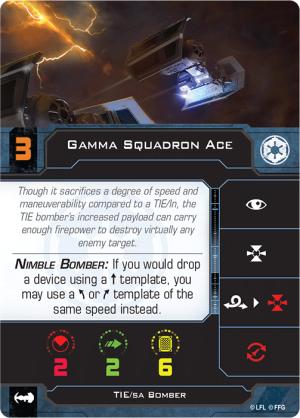 3 Gamma Squadron Ace
Though it sacrifices a degree of speed and
maneuverability compared to a TIE/ln, the
TIE bomber's increased payload can carry
enough firepower to destroy virtually any
enemy target.
Nimble Bomber: If you would drop
a device using a template, you
may use a or template of the
same speed instead.
2 2 6
TIE/sa Bomber
© LFL © FFG